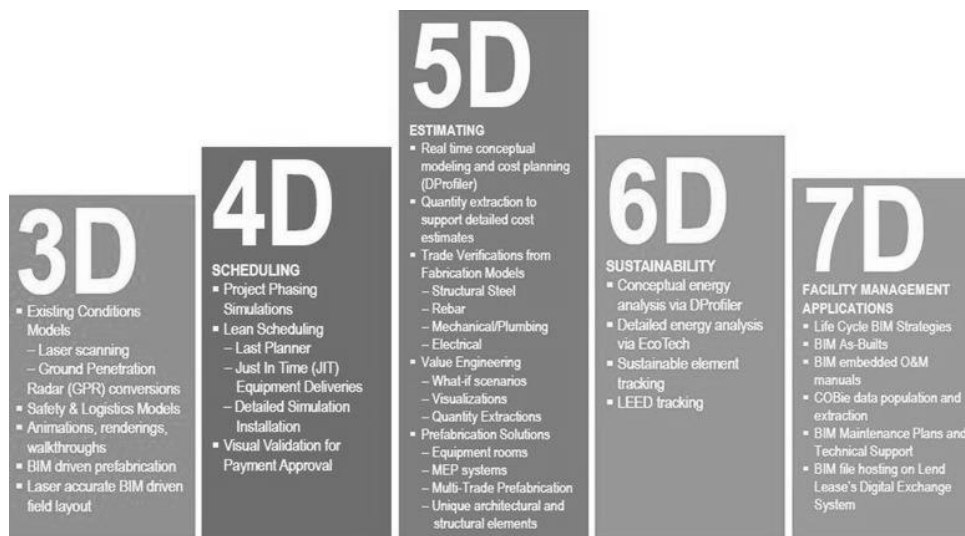 3D
▪ Existing Conditions
Models
– Laser scanning
– Ground Penetration
Radar (GPR) conversions
▪ Safety & Logistics Models
▪ Animations, renderings,
walkthroughs
▪ BIM driven prefabrication
▪ Laser accurate BIM driven
field layout
4D
SCHEDULING
▪ Project Phasing
Simulations
▪ Lean Scheduling
– Last Planner
– Just In Time (JIT)
Equipment Deliveries
– Detailed Simulation
Installation
▪ Visual Validation for
Payment Approval
5D
ESTIMATING
▪ Real time conceptual
modeling and cost planning
(DProfiler)
▪ Quantity extraction to
support detailed cost
estimates
▪ Trade Verifications from
Fabrication Models
– Structural Steel
– Rebar
– Mechanical/Plumbing
– Electrical
▪ Value Engineering
– What-if scenarios
– Visualizations
– Quantity Extractions
▪ Prefabrication Solutions
– Equipment rooms
– MEP systems
– Multi-Trade Prefabrication
– Unique architectural and
structural elements
6D
SUSTAINABILITY
▪ Conceptual energy
analysis via DProfiler
▪ Detailed energy analysis
via EcoTech
▪ Sustainable element
tracking
▪ LEED tracking
7D
FACILITY MANAGEMENT
APPLICATIONS
▪ Life Cycle BIM Strategies
▪ BIM As-Builts
▪ BIM embedded O&M
manuals
▪ COBie data population and
extraction
▪ BIM Maintenance Plans and
Technical Support
▪ BIM file hosting on Lend
Lease's Digital Exchange
System